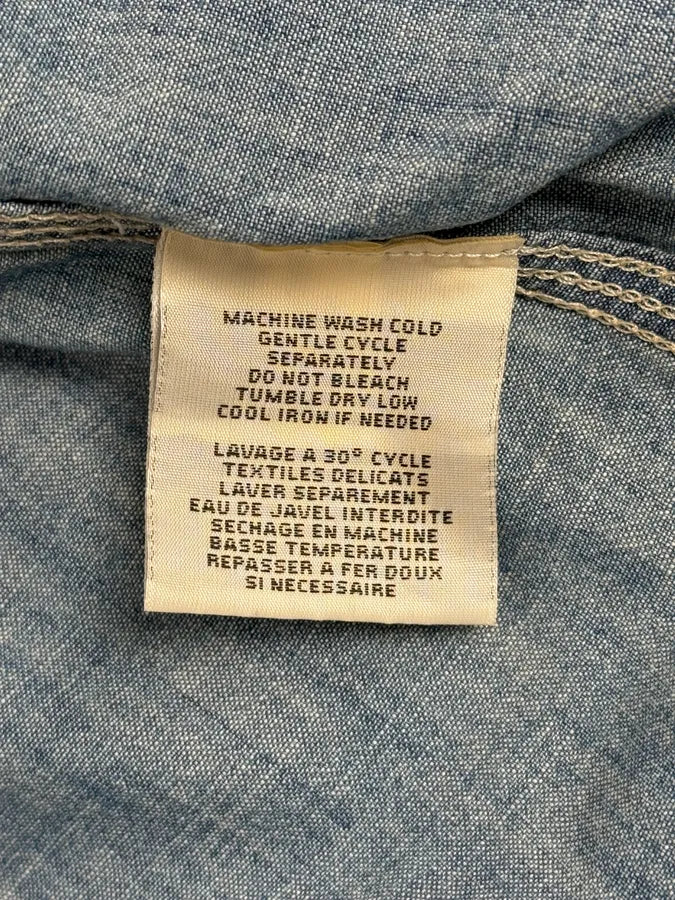 MACHINE WASH COLD
GENTLE CYCLE
SEPARATELY
DO NOT BLEACH
TUMBLE DRY LOW
COOL IRON IF NEEDED
LAVAGE A 30° CYCLE
TEXTILES DELICATS
LAVER SEPAREMENT
EAU DE JAVEL INTERDITE
SECHAGE EN MACHINE
BASSE TEMPERATURE
REPASSER A FER DOUX
SI NECESSAIRE